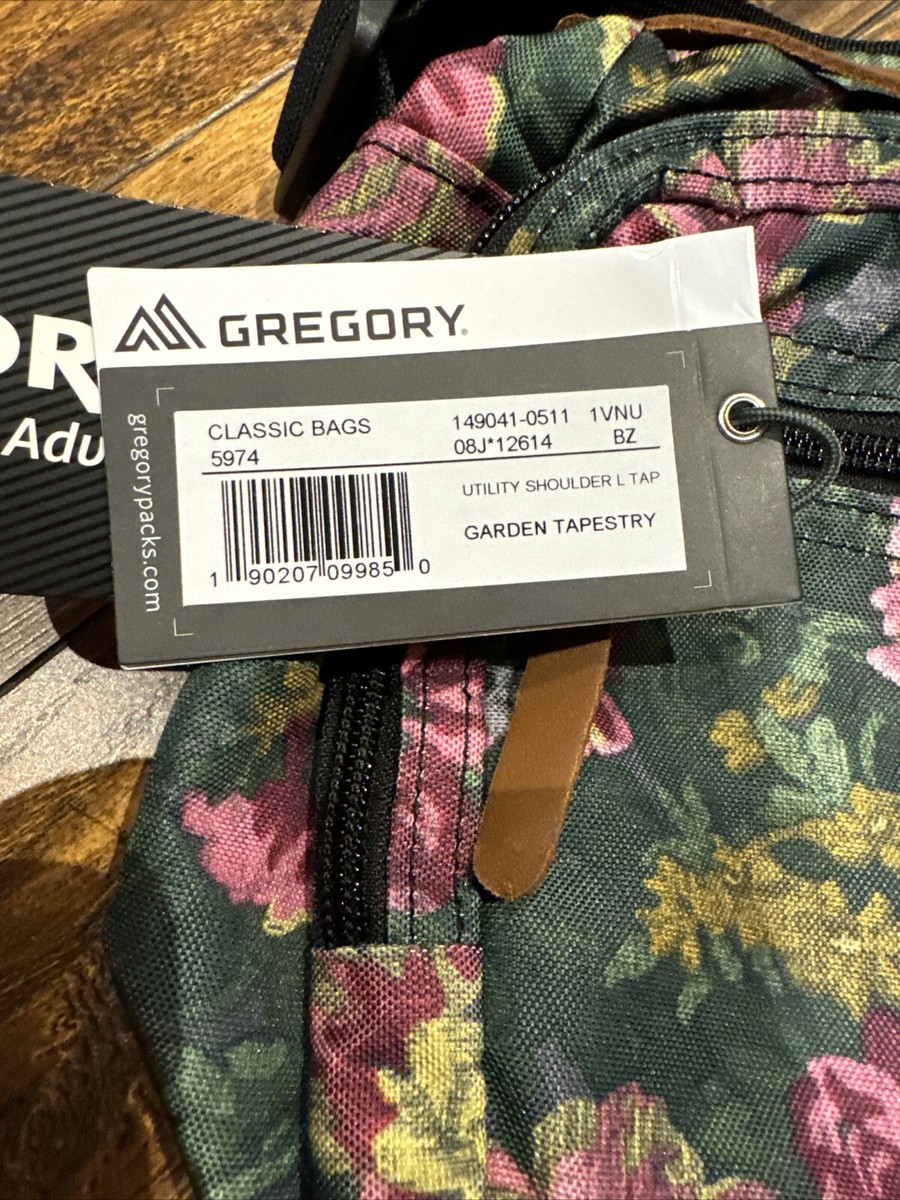 GREGORY
gregorypacks.com
CLASSIC BAGS 149041-0511 1VNU
5974 08J*12614 BZ
UTILITY SHOULDER L TAP
GARDEN TAPESTRY
1 90207 09985 0